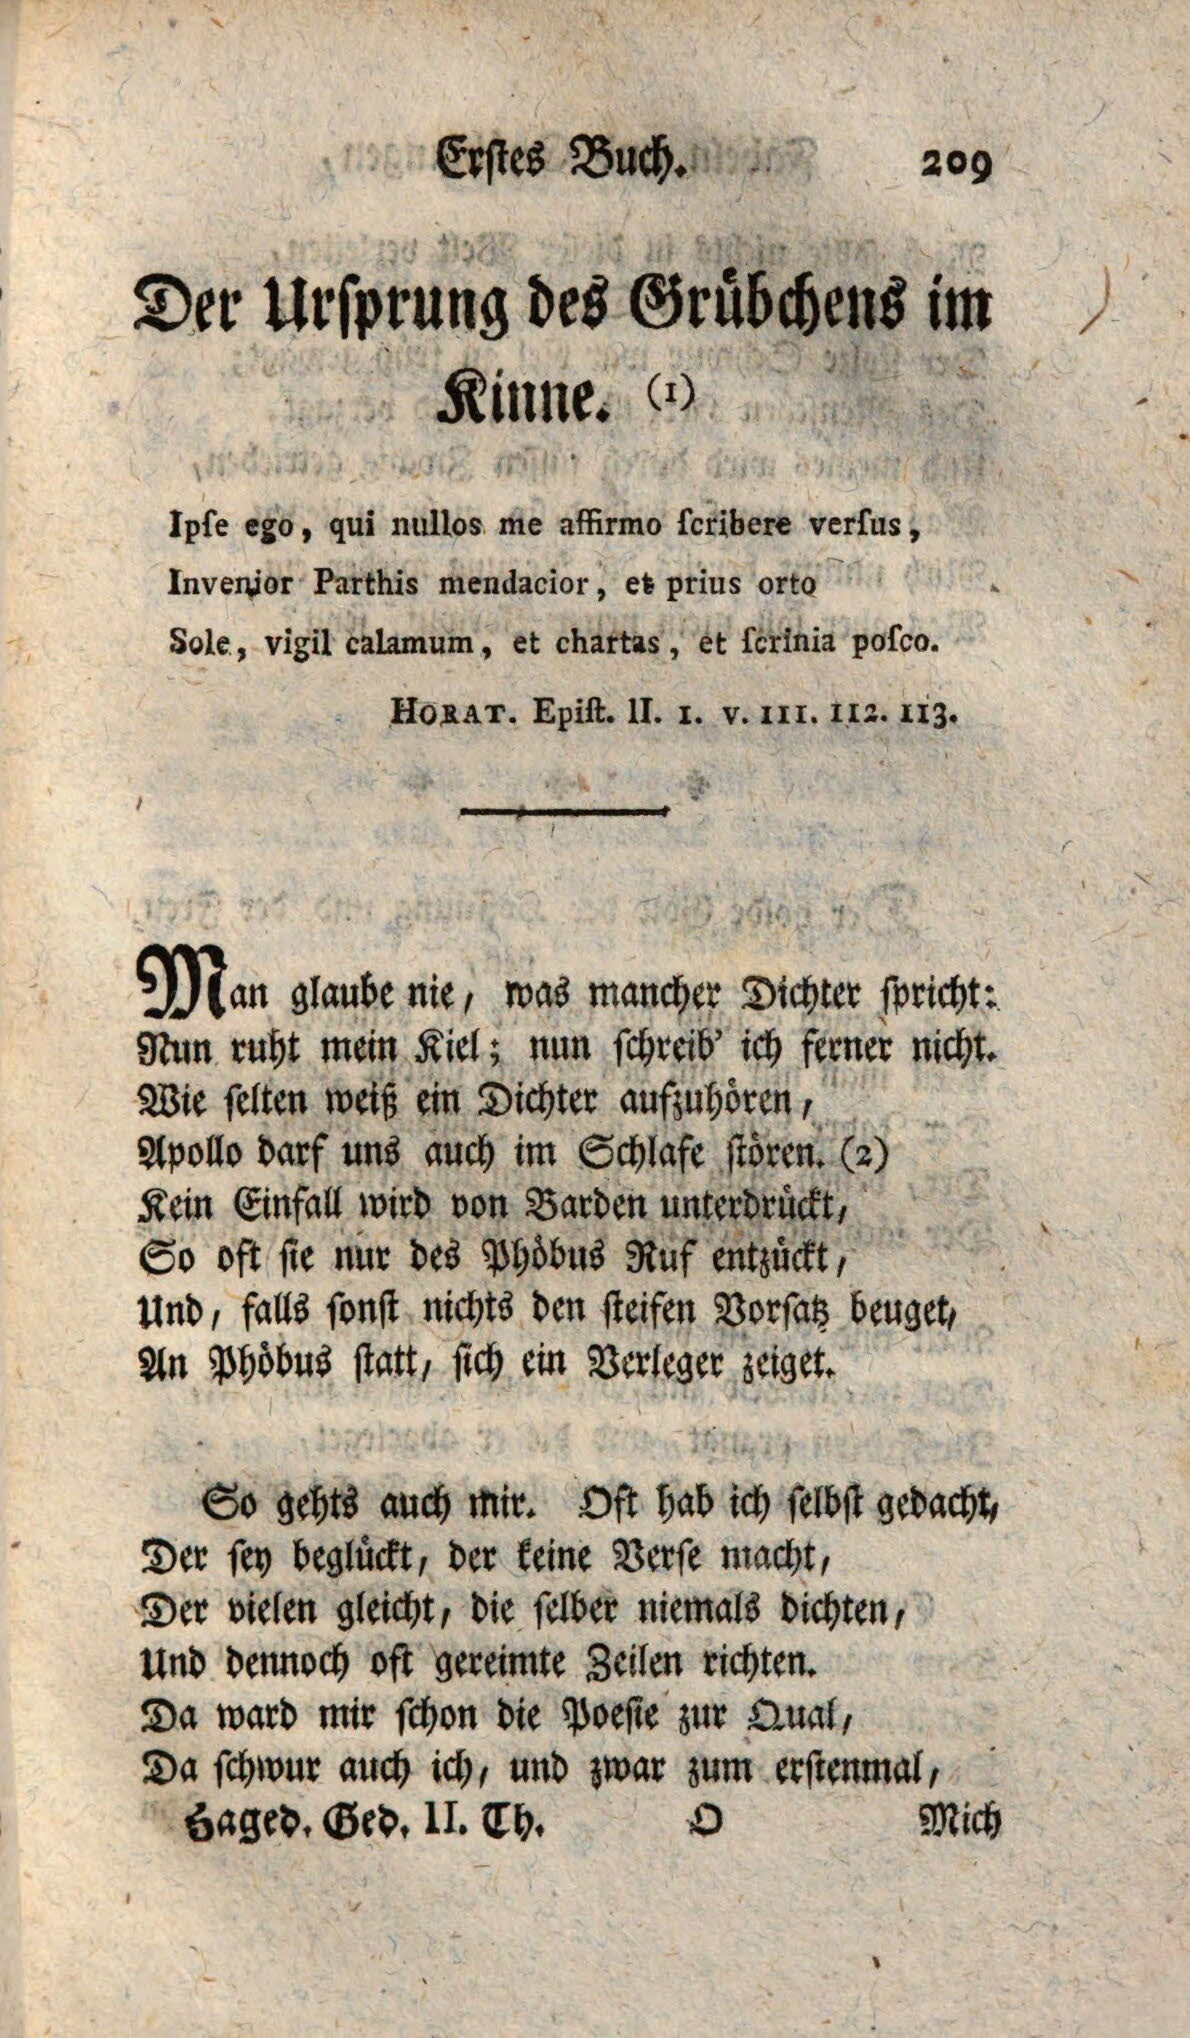 Erstes Buch. 209
Der Ursprung des Grübchens im
Kinne. (1)
Ipſe ego, qui nullos me affirmo ſcribere verſus,
Invenior Parthis mendacior, et prius orto
Sole, vigil calamum, et chartas, et ſcrinia poſco.
HORAT. Epiſt. II. 1. v. 111. 112. 113.
Man glaube nie, was mancher Dichter ſpricht:
Nun ruht mein Kiel; nun ſchreib' ich ferner nicht.
Wie ſelten weiß ein Dichter aufzuhören,
Apollo darf uns auch im Schlafe ſtören. (2)
Kein Einfall wird von Barden unterdrückt,
So oft ſie nur des Phöbus Ruf entzückt,
Und, falls ſonſt nichts den ſteifen Vorſatz beuget,
An Phöbus ſtatt, ſich ein Verleger zeiget.
So gehts auch mir. Oft hab ich ſelbſt gedacht,
Der ſey beglückt, der keine Verſe macht,
Der vielen gleicht, die ſelber niemals dichten,
Und dennoch oft gereimte Zeilen richten.
Da ward mir ſchon die Poeſie zur Qual,
Da ſchwur auch ich, und zwar zum erſtenmal,
Haged. Ged. II. Th. O Mich